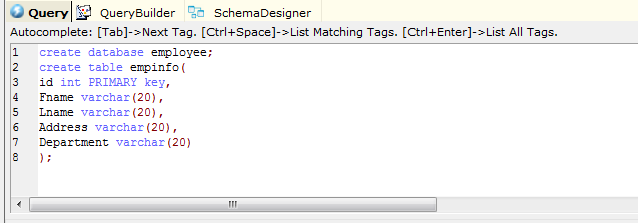 Query QueryBuilder SchemaDesigner
Autocomplete: [Tab]->Next Tag. [Ctrl+Space]->List Matching Tags. [Ctrl+Enter]->List All Tags.
1 create database employee;
2 create table empinfo(
3 id int PRIMARY key,
4 Fname varchar(20),
5 Lname varchar(20),
6 Address varchar(20),
7 Department varchar(20)
8 );